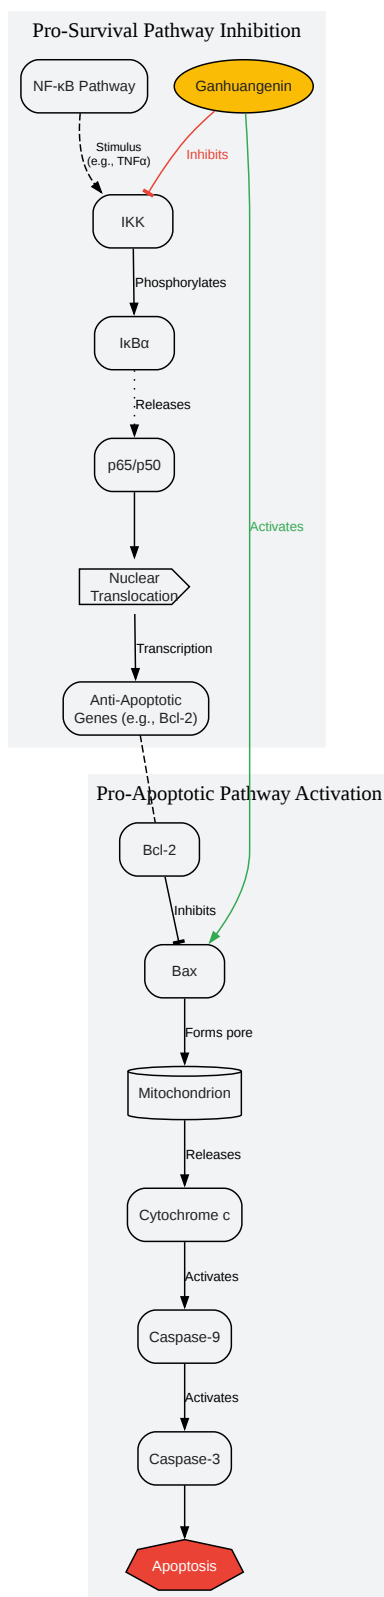 Pro-Survival Pathway Inhibition
NF-κB Pathway
Ganhuangenin
Stimulus
(e.g., TNFα)
Inhibits
IKK
Phosphorylates
IκBα
Releases
p65/p50
Activates
Nuclear
Translocation
Transcription
Anti-Apoptotic
Genes (e.g., Bcl-2)
Pro-Apoptotic Pathway Activation
Bcl-2
Inhibits
Bax
Forms pore
Mitochondrion
Releases
Cytochrome c
Activates
Caspase-9
Activates
Caspase-3
Apoptosis